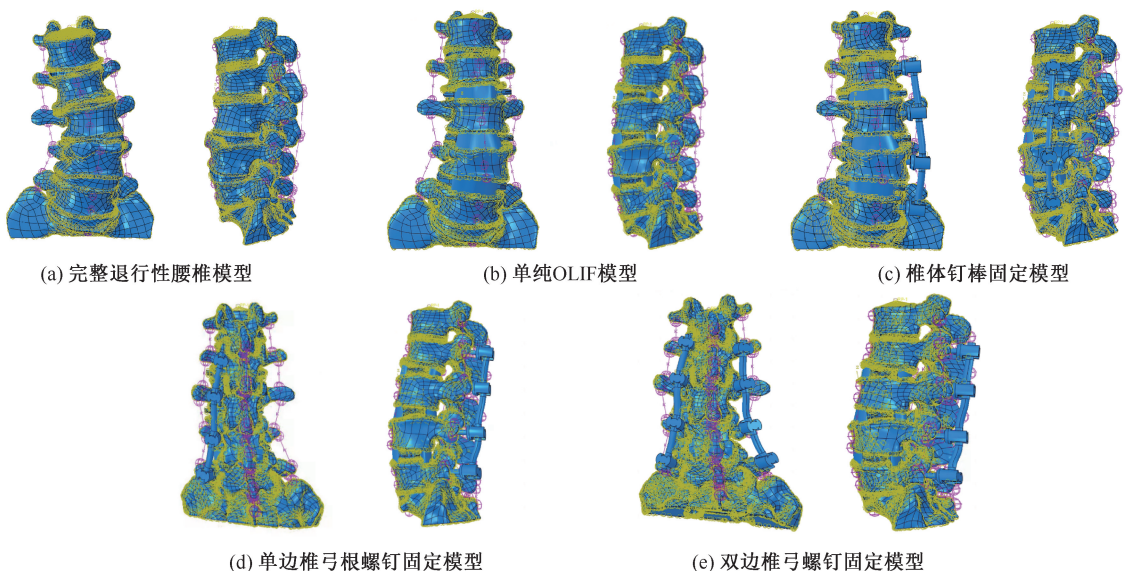 (a) 完整退行性腰椎模型
(b) 单纯OLIF模型
(c) 椎体钉棒固定模型
(d) 单边椎弓根螺钉固定模型
(e) 双边椎弓螺钉固定模型